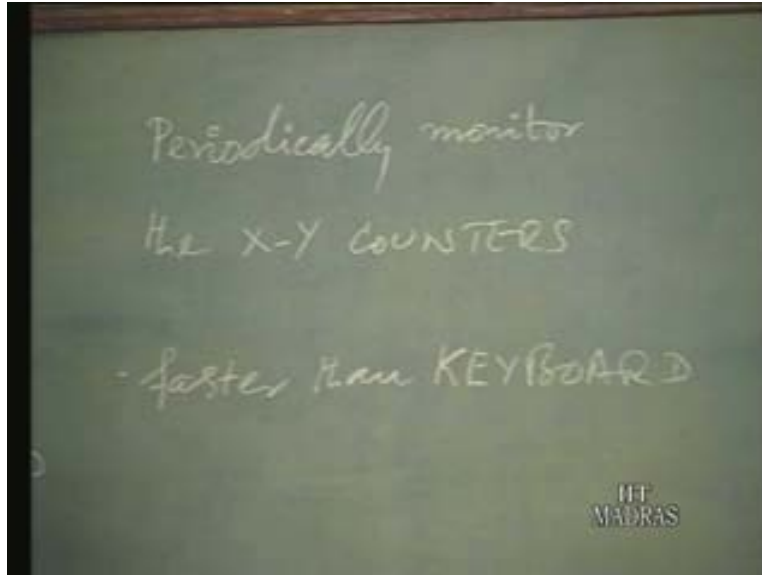 Periodically monitor
the X-Y COUNTERS
- faster than KEYBOARD
IIT
MADRAS